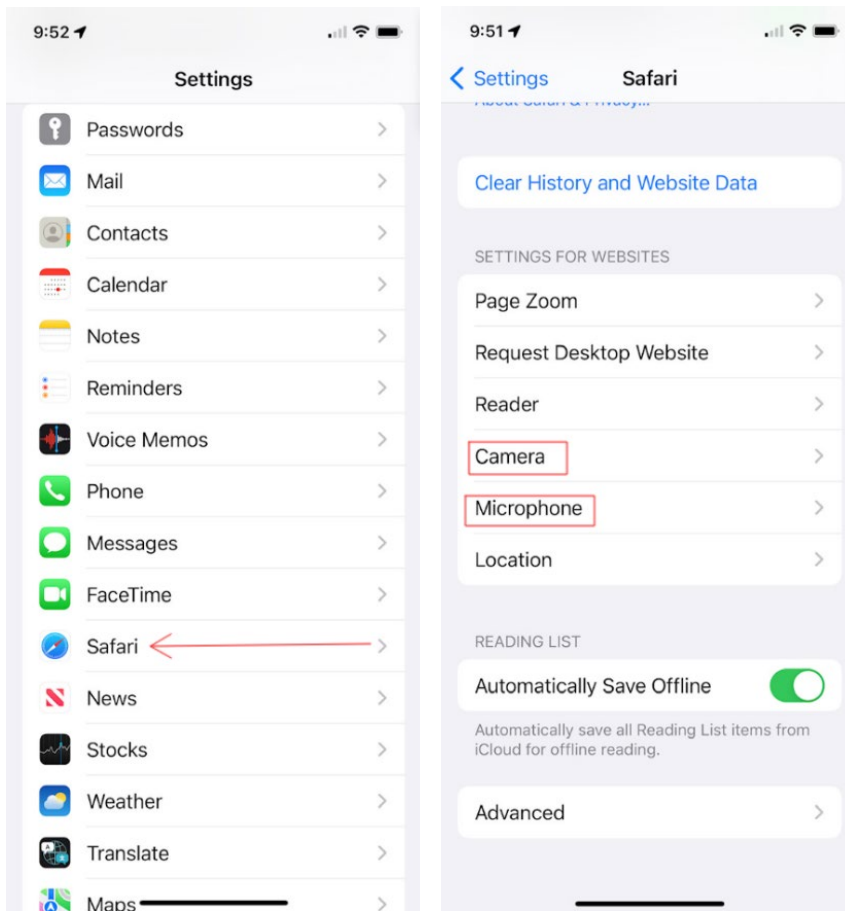 9:52
Settings
Passwords
Mail
Contacts
Calendar
Notes
Reminders
Voice Memos
Phone
Messages
FaceTime
Safari
News
Stocks
Weather
Translate
Maps
9:51
Settings
Safari
About Safari & Privacy...
Clear History and Website Data
SETTINGS FOR WEBSITES
Page Zoom
Request Desktop Website
Reader
Camera
Microphone
Location
READING LIST
Automatically Save Offline
Automatically save all Reading List items from
iCloud for offline reading.
Advanced